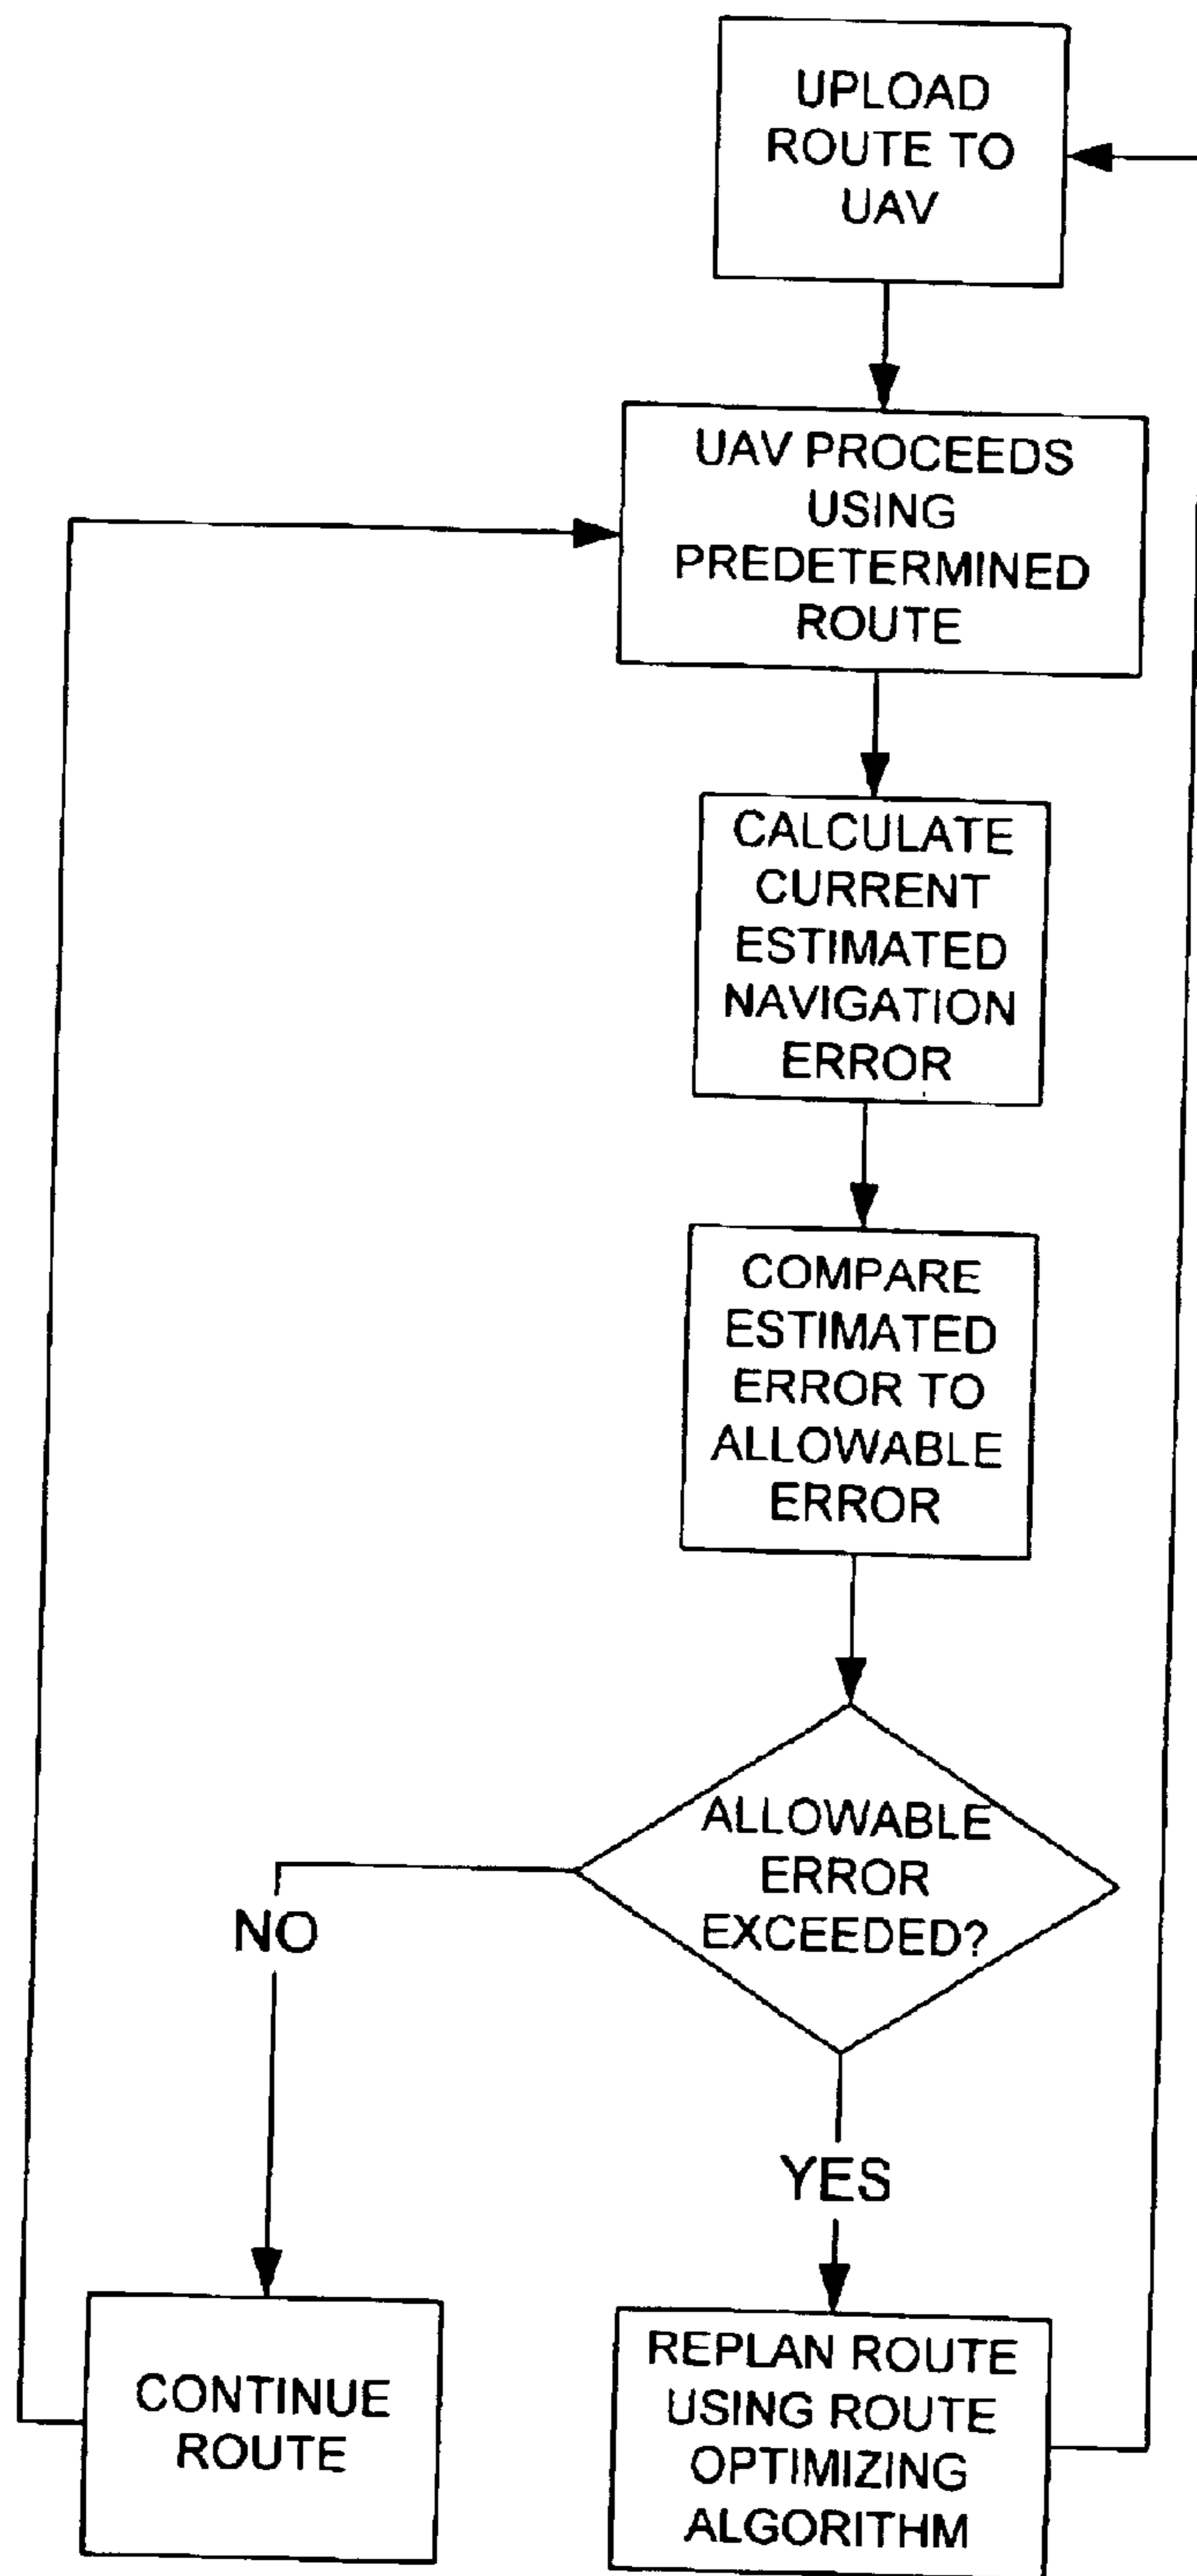 UPLOAD
ROUTE TO
UAV
UAV PROCEEDS
USING
PREDETERMINED
ROUTE
CALCULATE
CURRENT
ESTIMATED
NAVIGATION
ERROR
COMPARE
ESTIMATED
ERROR TO
ALLOWABLE
ERROR
ALLOWABLE
ERROR
EXCEEDED?
NO
YES
CONTINUE
ROUTE
REPLAN ROUTE
USING ROUTE
OPTIMIZING
ALGORITHM